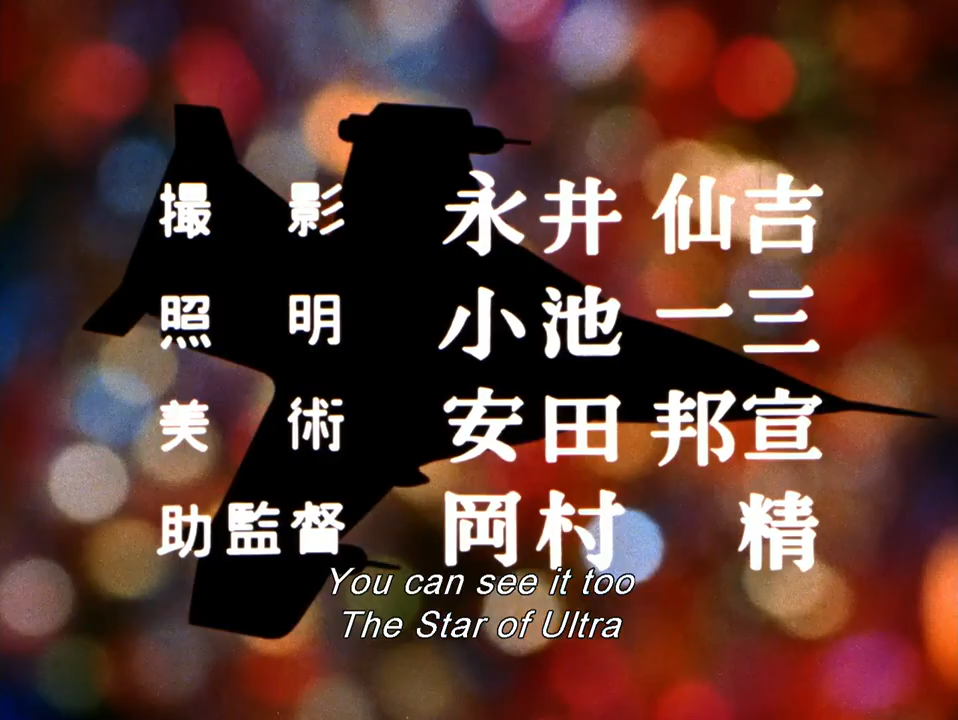 撮影 永井仙吉
照明 小池一三
美術 安田邦宣
助監督 岡村精
You can see it too
The Star of Ultra